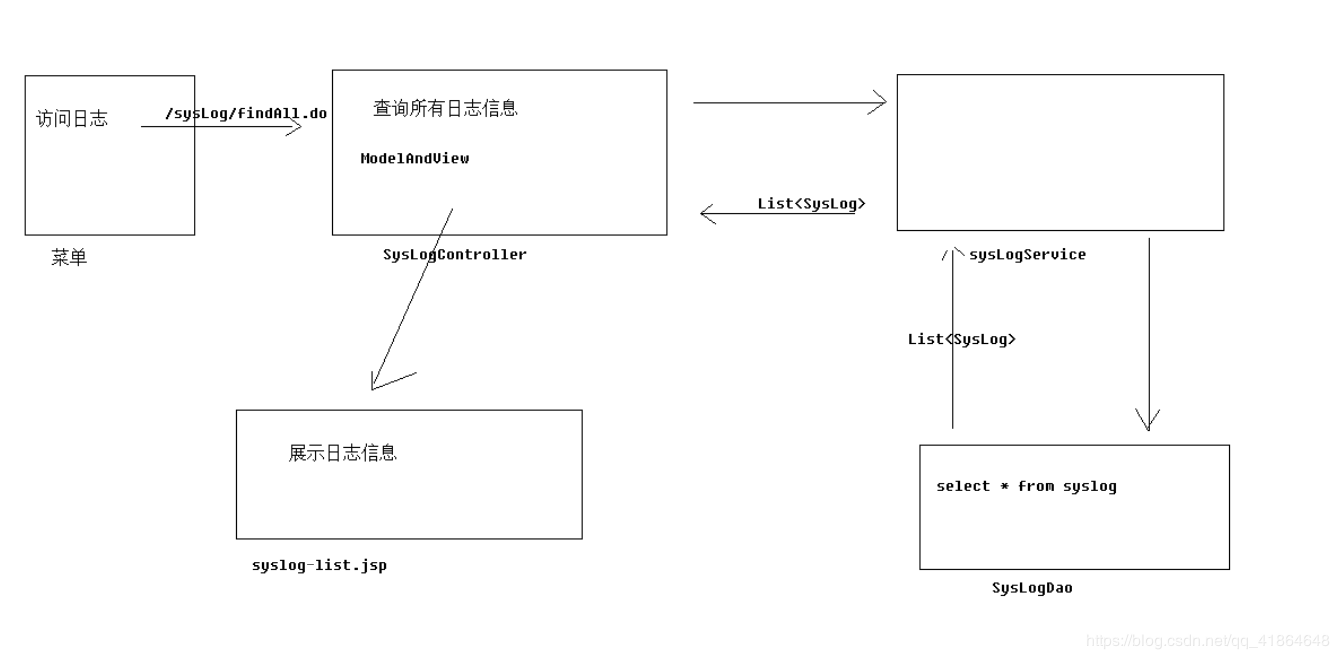 访问日志
/sysLog/findAll.do
菜单
查询所有日志信息
ModelAndView
SysLogController
List<SysLog>
sysLogService
List<SysLog>
select * from syslog
SysLogDao
展示日志信息
syslog-list.jsp
https://blog.csdn.net/qq_41864648